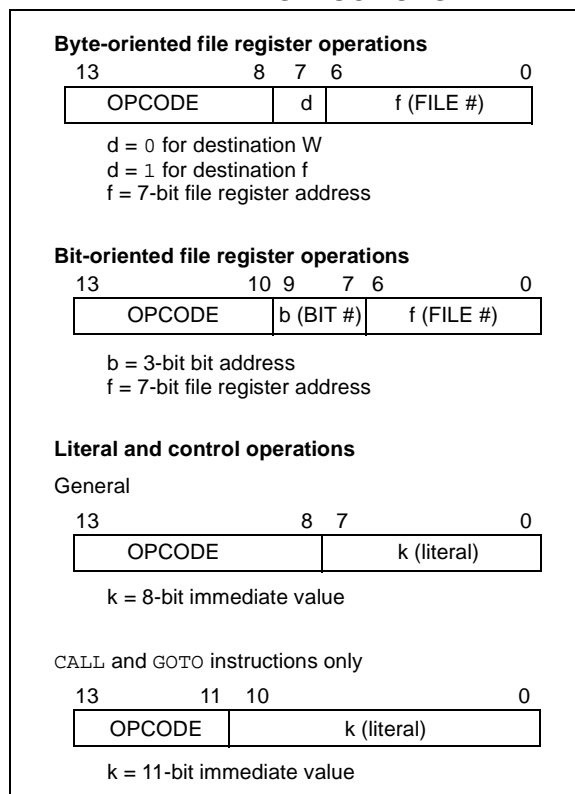 Byte-oriented file register operations
13 8 7 6 0
OPCODE d f (FILE #)
d = 0 for destination W
d = 1 for destination f
f = 7-bit file register address
Bit-oriented file register operations
13 10 9 7 6 0
OPCODE b (BIT #) f (FILE #)
b = 3-bit bit address
f = 7-bit file register address
Literal and control operations
General
13 8 7 0
OPCODE k (literal)
k = 8-bit immediate value
CALL and GOTO instructions only
13 11 10 0
OPCODE k (literal)
k = 11-bit immediate value